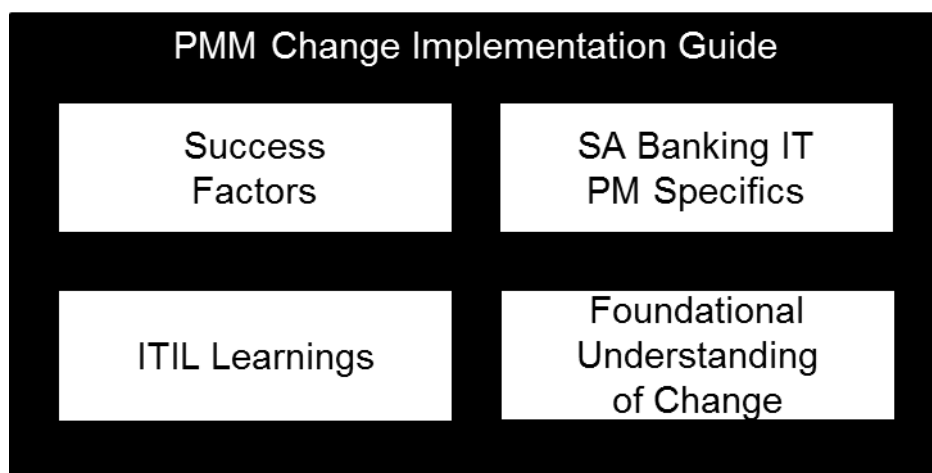 PMM Change Implementation Guide
Success
Factors
SA Banking IT
PM Specifics
ITIL Learnings
Foundational
Understanding
of Change